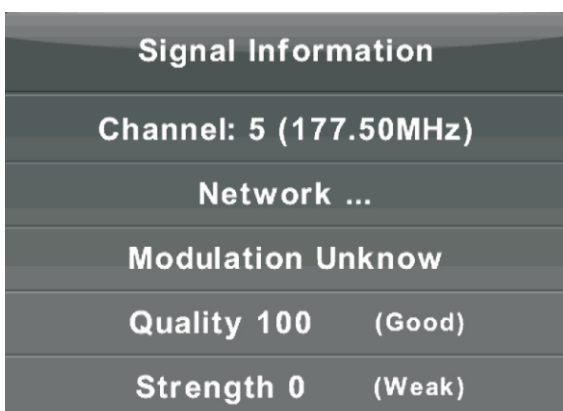 Signal Information
Channel: 5 (177.50MHz)
Network ...
Modulation Unknow
Quality 100 (Good)
Strength 0 (Weak)